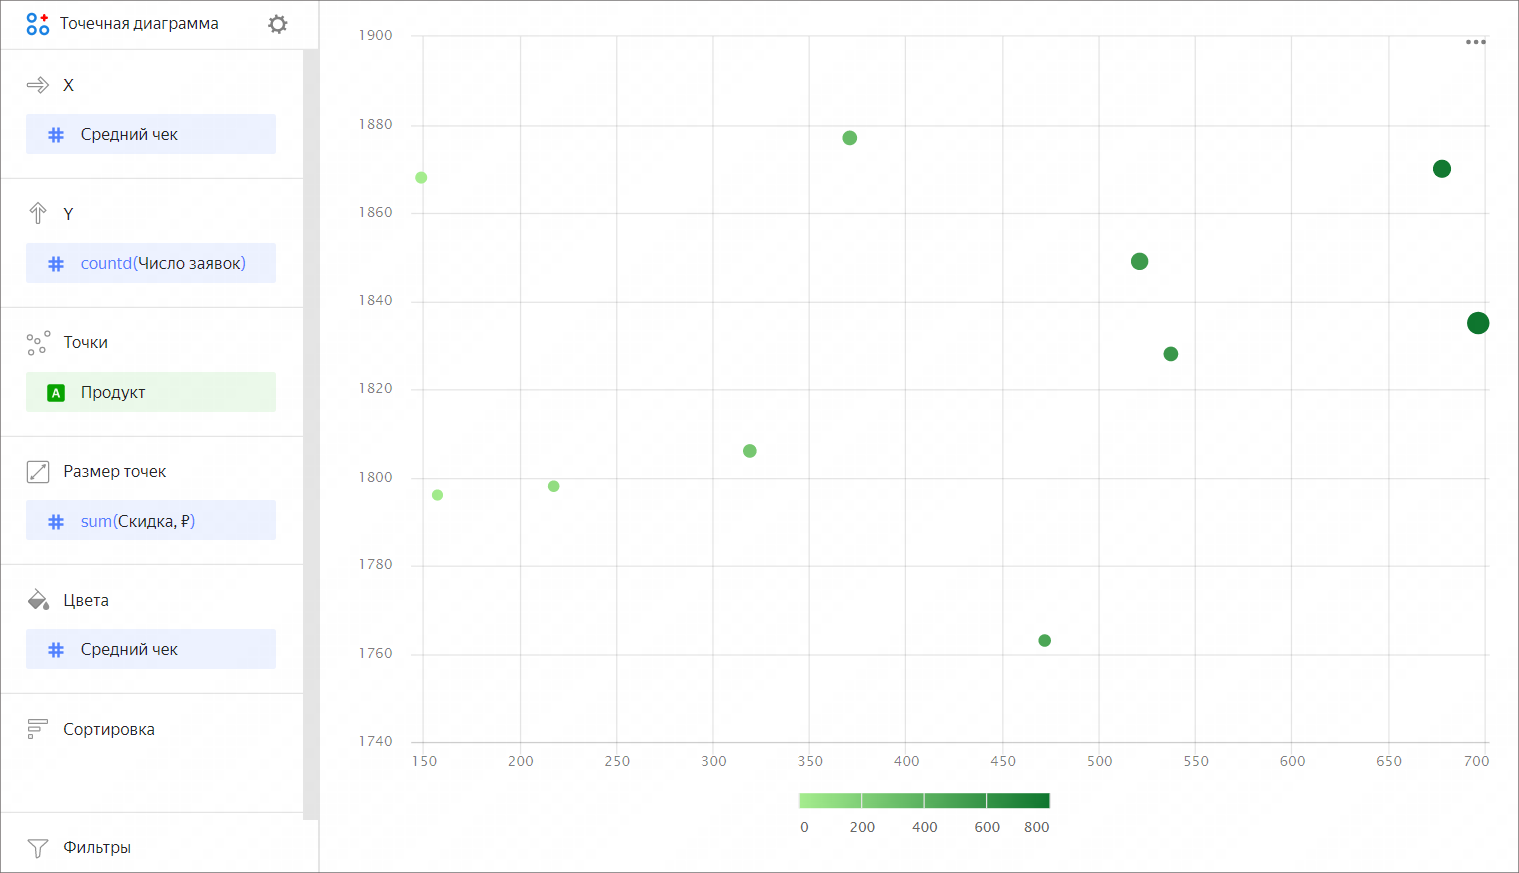 Точечная диаграмма
X
Средний чек
Y
countd(Число заявок)
Точки
A Продукт
Размер точек
sum(Скидка, ₽)
Цвета
Средний чек
Сортировка
Фильтры
1900
1880
1860
1840
1820
1800
1780
1760
1740
150 200 250 300 350 400 450 500 550 600 650 700
0 200 400 600 800